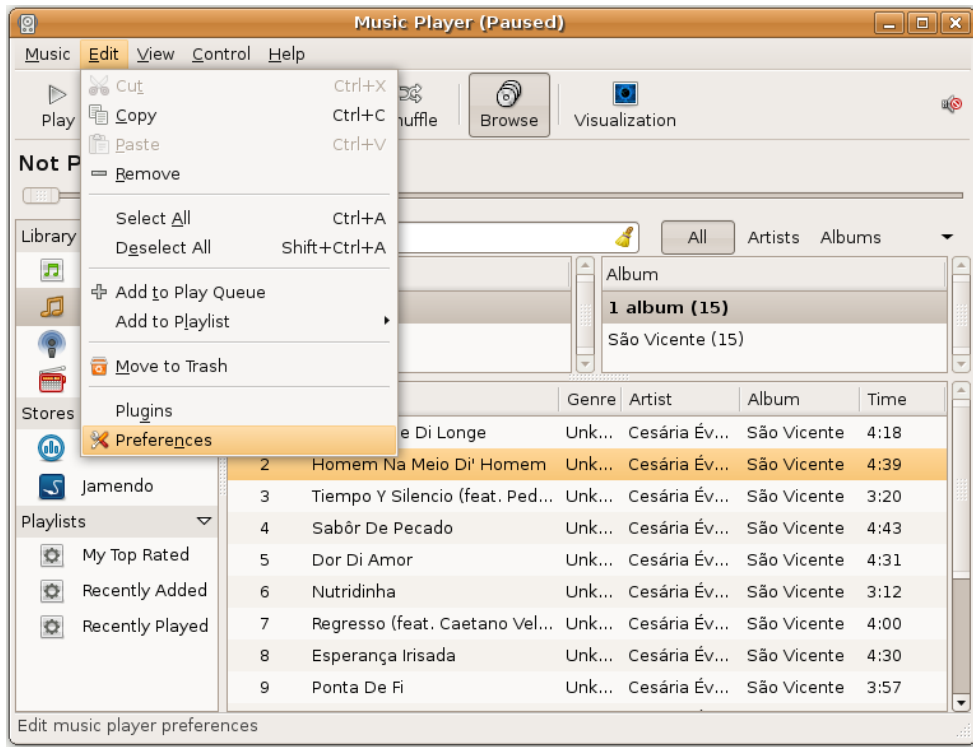 Music Player (Paused)
Music Edit View Control Help
Cut Ctrl+X
Copy Ctrl+C
Paste Ctrl+V
Remove
Select All Ctrl+A
Deselect All Shift+Ctrl+A
Add to Play Queue
Add to Playlist
Move to Trash
Plugins
Preferences
Play Browse Visualization
Not
Library All Artists Albums
Album
1 album (15)
São Vicente (15)
Stores
Jamendo
Playlists
My Top Rated
Recently Added
Recently Played
Genre Artist Album Time
Di Longe Unk... Cesária Év... São Vicente 4:18
2 Homem Na Meio Di' Homem Unk... Cesária Év... São Vicente 4:39
3 Tiempo Y Silencio (feat. Ped... Unk... Cesária Év... São Vicente 3:20
4 Sabôr De Pecado Unk... Cesária Év... São Vicente 4:43
5 Dor Di Amor Unk... Cesária Év... São Vicente 4:31
6 Nutridinha Unk... Cesária Év... São Vicente 3:12
7 Regresso (feat. Caetano Vel... Unk... Cesária Év... São Vicente 4:00
8 Esperança Irisada Unk... Cesária Év... São Vicente 4:30
9 Ponta De Fi Unk... Cesária Év... São Vicente 3:57
Edit music player preferences